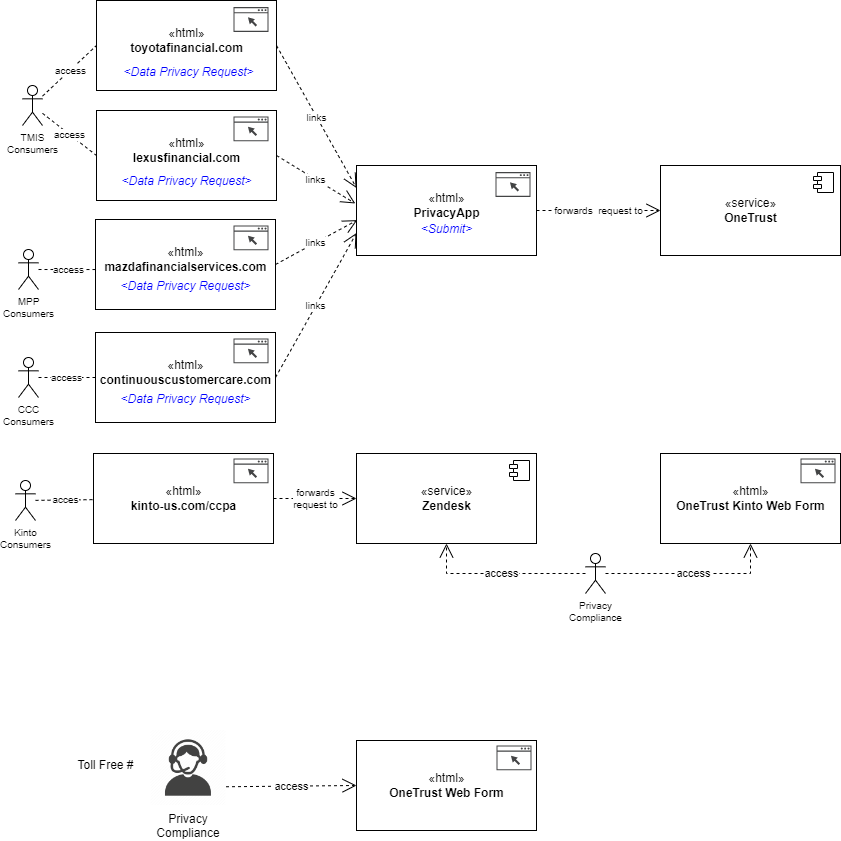 «html»
toyotafinancial.com
<Data Privacy Request>
access
TMIS
Consumers
access
«html»
lexusfinancial.com
<Data Privacy Request>
links
links
«html»
PrivacyApp
<Submit>
forwards  request to
«service»
OneTrust
«html»
mazdafinancialservices.com
<Data Privacy Request>
access
MPP
Consumers
links
links
«html»
continuouscustomercare.com
<Data Privacy Request>
access
CCC
Consumers
«html»
kinto-us.com/ccpa
acces
Kinto
Consumers
forwards
request to
«service»
Zendesk
«html»
OneTrust Kinto Web Form
access
access
Privacy
Compliance
Toll Free #
Privacy
Compliance
access
«html»
OneTrust Web Form